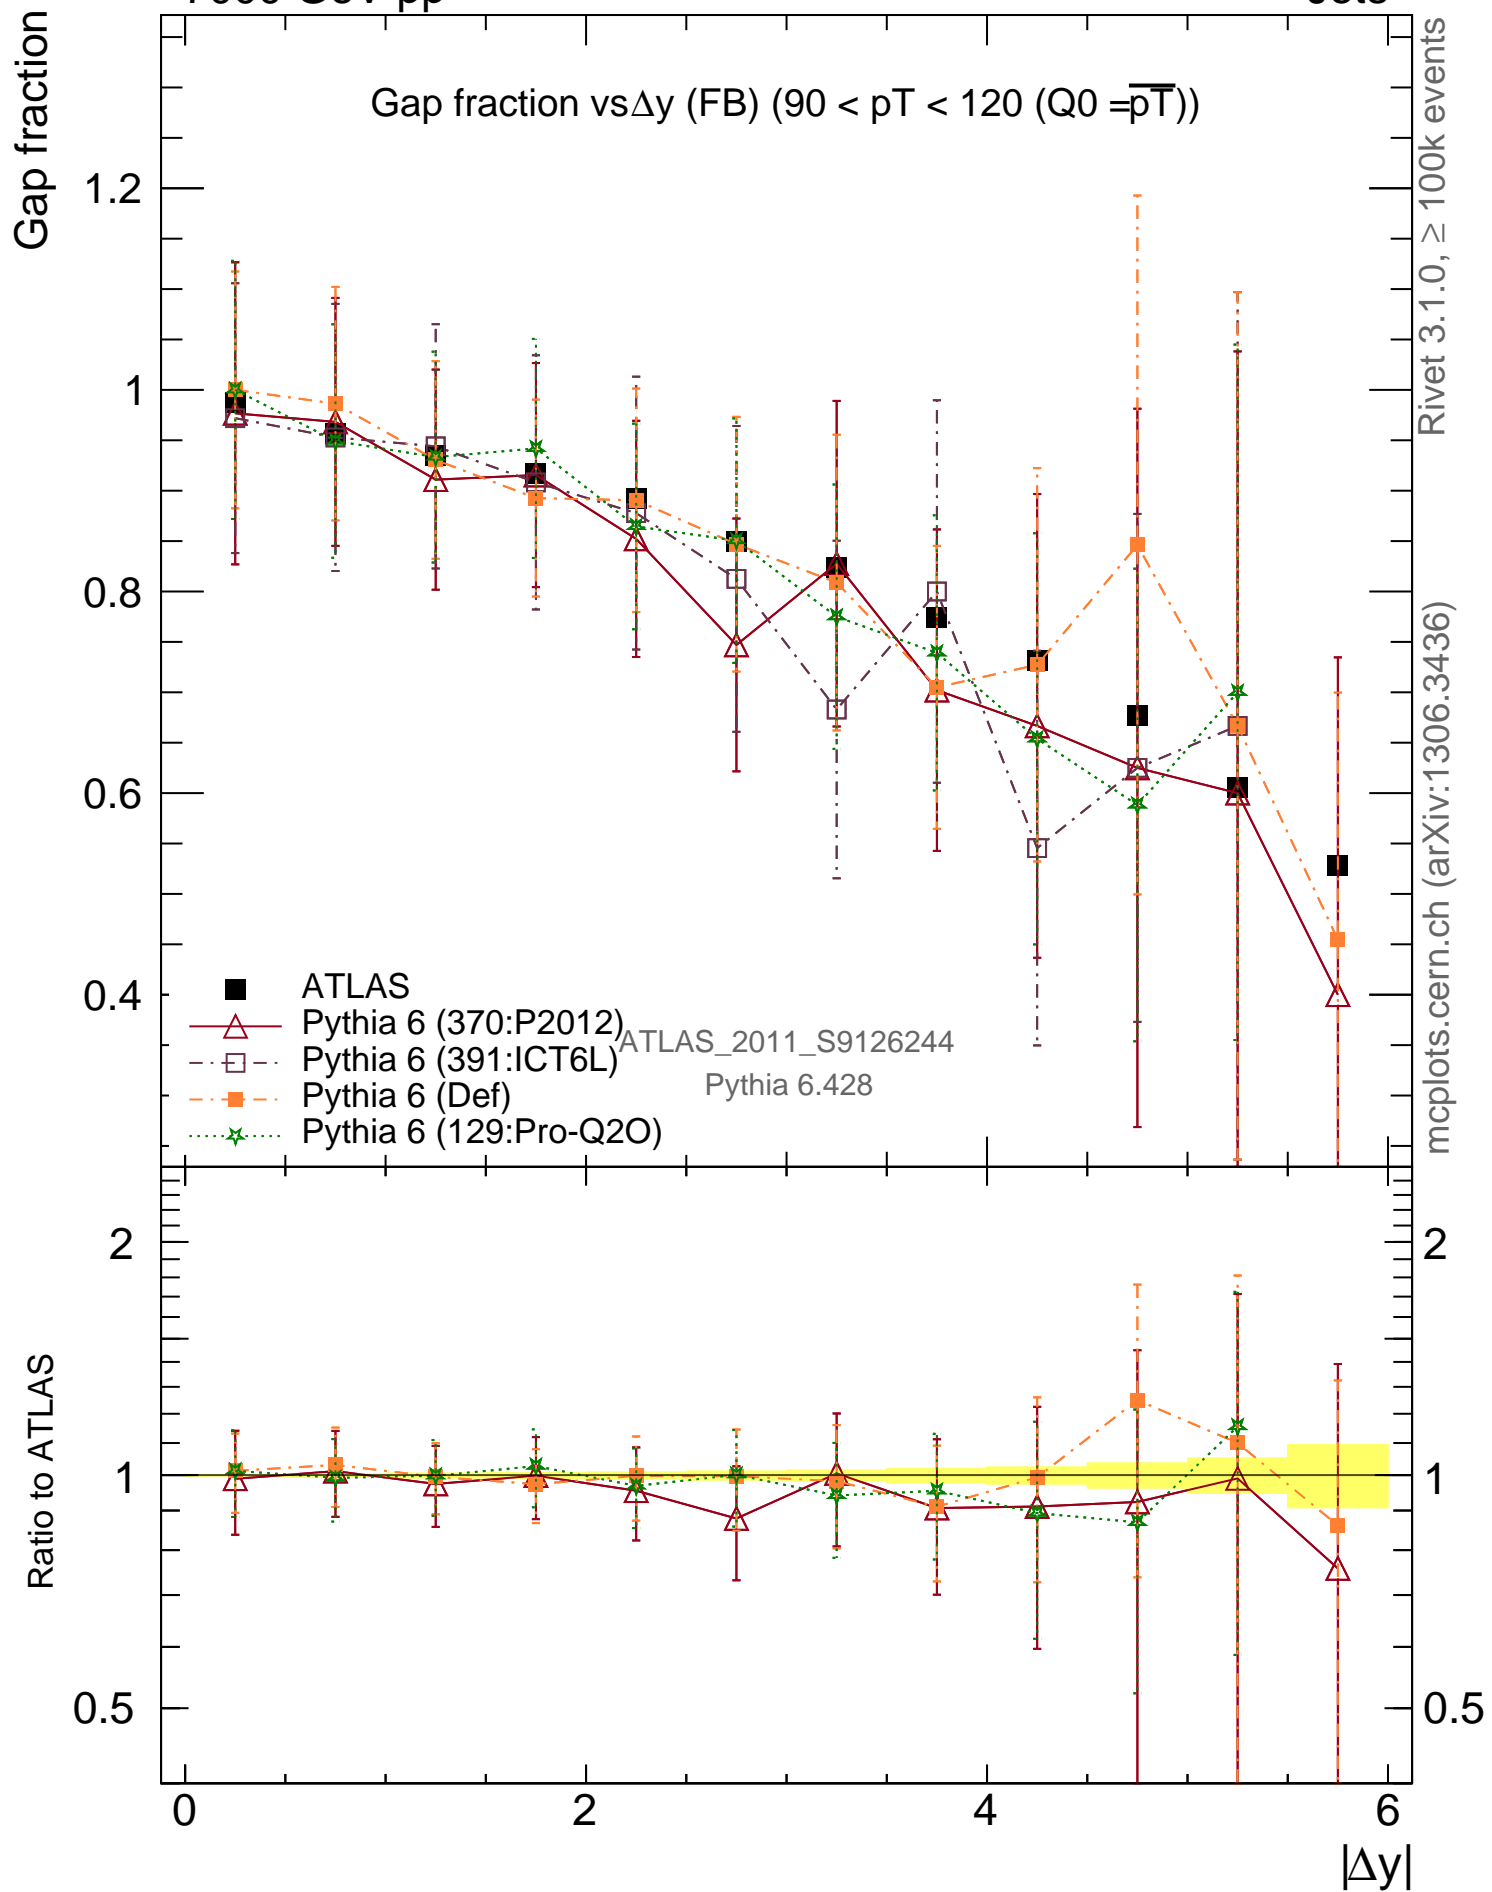 Gap fraction vsΔy (FB) (90 < pT < 120 (Q0 =pT))
Gap fraction
1.2
1
0.8
0.6
0.4
ATLAS
Pythia 6 (370:P2012)
Pythia 6 (391:ICT6L)
Pythia 6 (Def)
Pythia 6 (129:Pro-Q2O)
ATLAS_2011_S9126244
Pythia 6.428
Rivet 3.1.0, ≥ 100k events
mcplots.cern.ch (arXiv:1306.3436)
Ratio to ATLAS
2
1
0.5
2
1
0.5
0
2
4
6
|Δy|